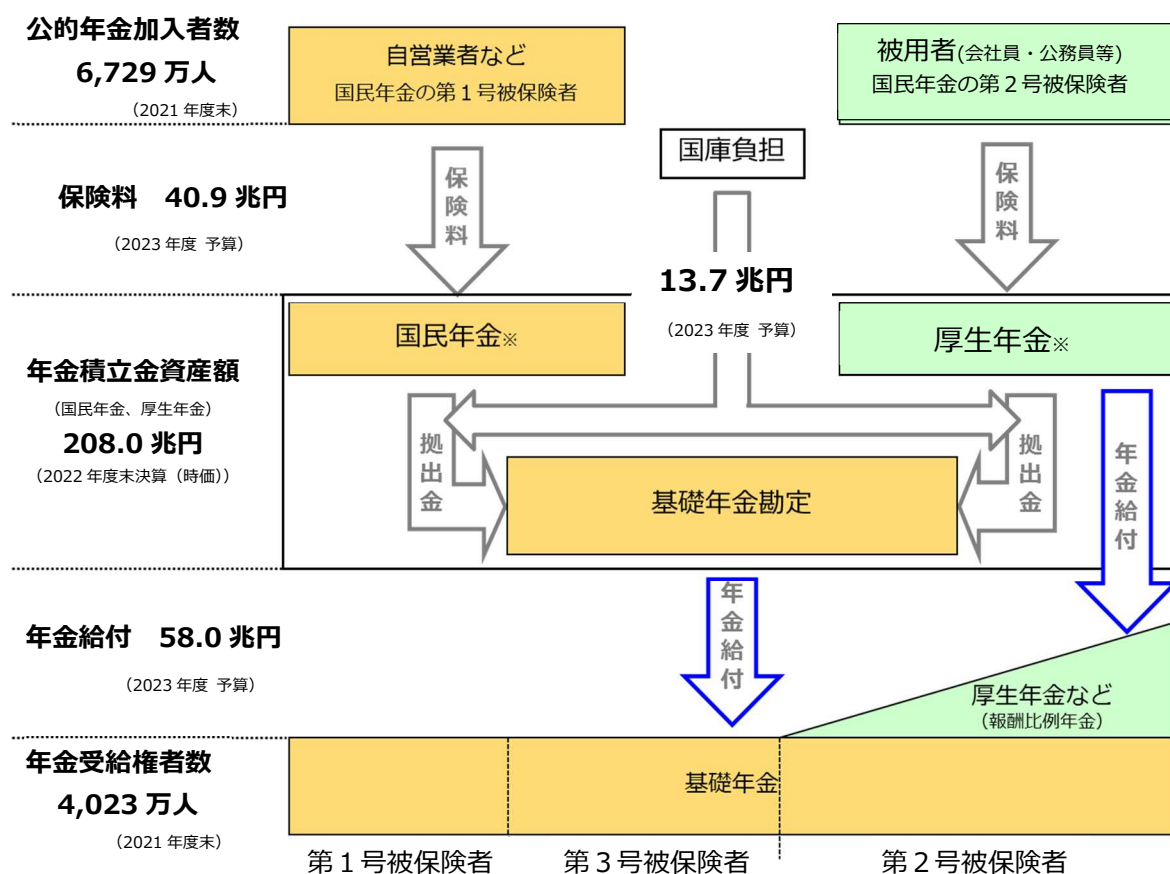 公的年金加入者数
6,729 万人
（2021 年度末）
自営業者など
国民年金の第１号被保険者
被用者(会社員・公務員等)
国民年金の第２号被保険者
国庫負担
保険料　40.9 兆円
（2023 年度 予算）
保険料
保険料
13.7 兆円
（2023 年度 予算）
国民年金※
厚生年金※
年金積立金資産額
（国民年金、厚生年金）
208.0 兆円
（2022 年度末決算（時価））
拠出金
拠出金
基礎年金勘定
年金給付
年金給付
年金給付　58.0 兆円
（2023 年度 予算）
厚生年金など
（報酬比例年金）
年金受給権者数
4,023 万人
（2021 年度末）
基礎年金
第１号被保険者
第３号被保険者
第２号被保険者